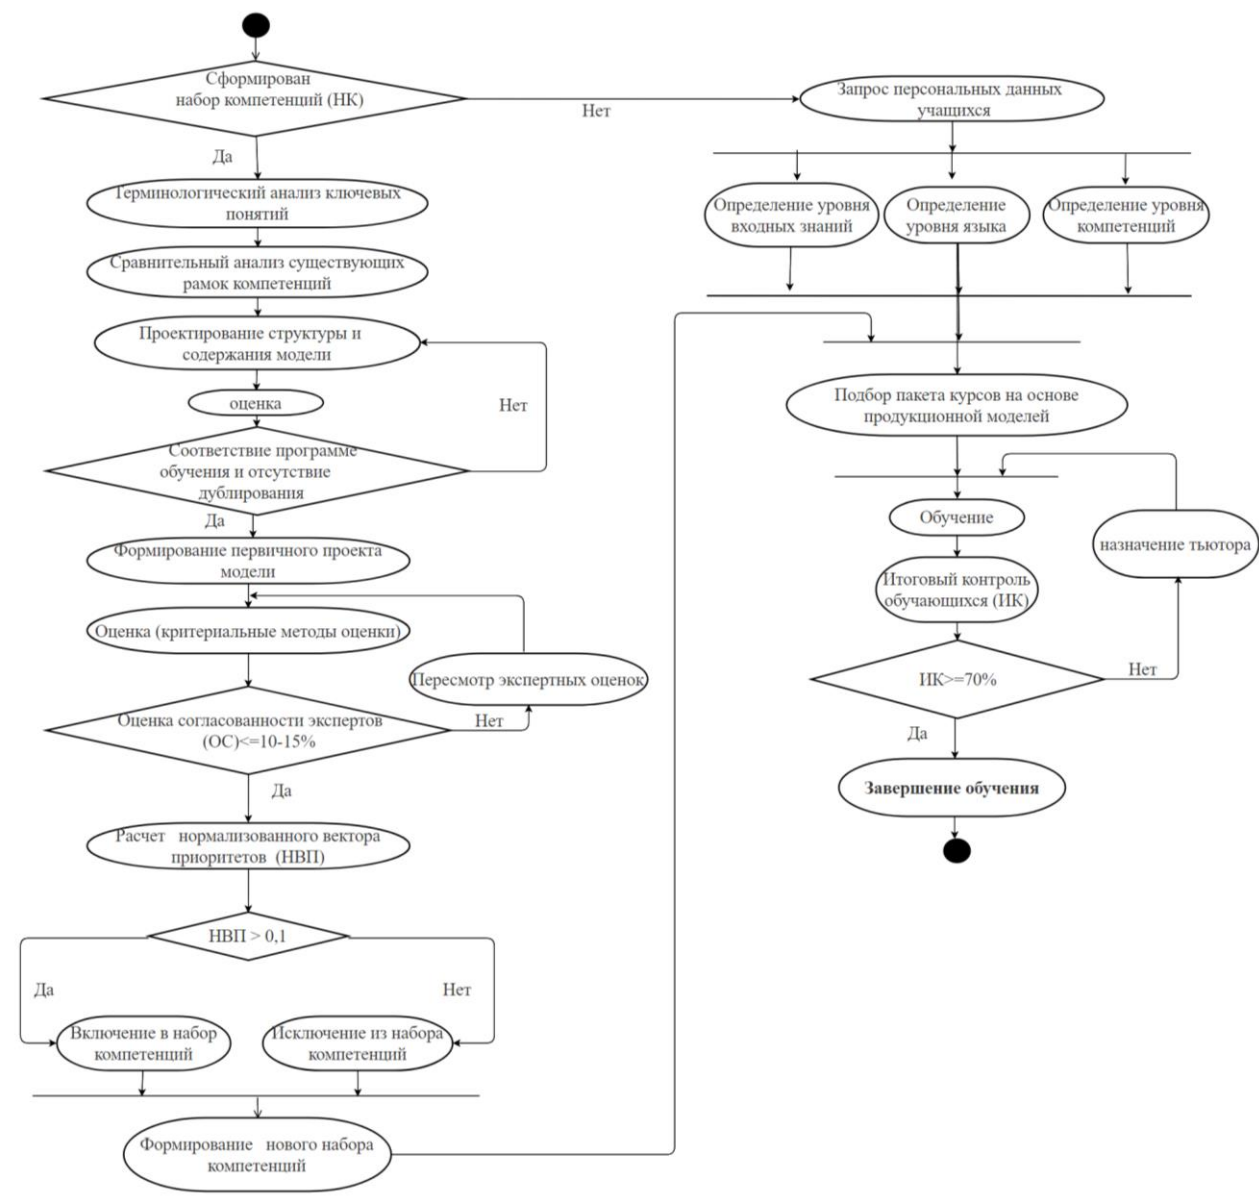 Сформирован
набор компетенций (НК)
Да
Терминологический анализ ключевых
понятий
Сравнительный анализ существующих
рамок компетенций
Проектирование структуры и
содержания модели
оценка
Нет
Соответствие программе
обучения и отсутствие
дублирования
Да
Формирование первичного проекта
модели
Оценка (критериальные методы оценки)
Пересмотр экспертных оценок
Оценка согласованности экспертов
(ОС)<=10-15%
Нет
Да
Расчет нормализованного вектора
приоритетов (НВП)
НВП > 0,1
Да
Нет
Включение в набор
компетенций
Исключение из набора
компетенций
Формирование нового набора
компетенций
Нет
Запрос персональных данных
учащихся
Определение уровня
входных знаний
Определение
уровня языка
Определение уровня
компетенций
Подбор пакета курсов на основе
продукционной моделей
Обучение
назначение тьютора
Итоговый контроль
обучающихся (ИК)
ИК>=70%
Нет
Да
Завершение обучения